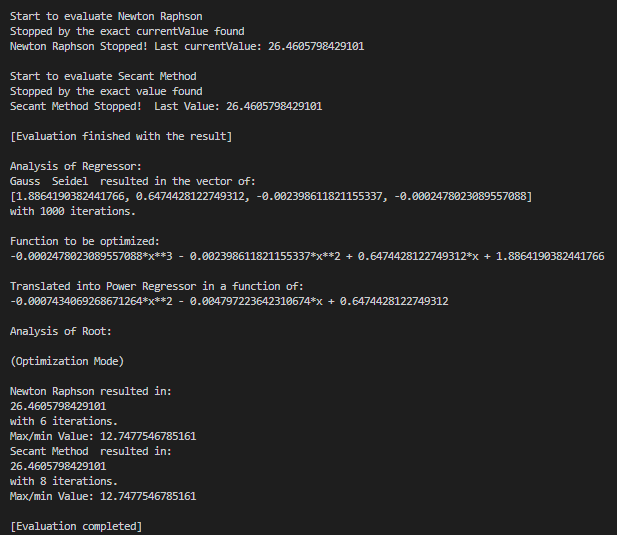 Start to evaluate Newton Raphson
Stopped by the exact currentValue found
Newton Raphson Stopped! Last currentValue: 26.4605798429101
Start to evaluate Secant Method
Stopped by the exact value found
Secant Method Stopped!  Last Value: 26.4605798429101
[Evaluation finished with the result]
Analysis of Regressor:
Gauss  Seidel  resulted in the vector of:
[1.8864190382441766, 0.6474428122749312, -0.002398611821155337, -0.0002478023089557088]
with 1000 iterations.
Function to be optimized:
-0.0002478023089557088*x**3 - 0.002398611821155337*x**2 + 0.6474428122749312*x + 1.8864190382441766
Translated into Power Regressor in a function of:
-0.0007434069268671264*x**2 - 0.004797223642310674*x + 0.6474428122749312
Analysis of Root:
(Optimization Mode)
Newton Raphson resulted in:
26.4605798429101
with 6 iterations.
Max/min Value: 12.7477546785161
Secant Method  resulted in:
26.4605798429101
with 8 iterations.
Max/min Value: 12.7477546785161
[Evaluation completed]